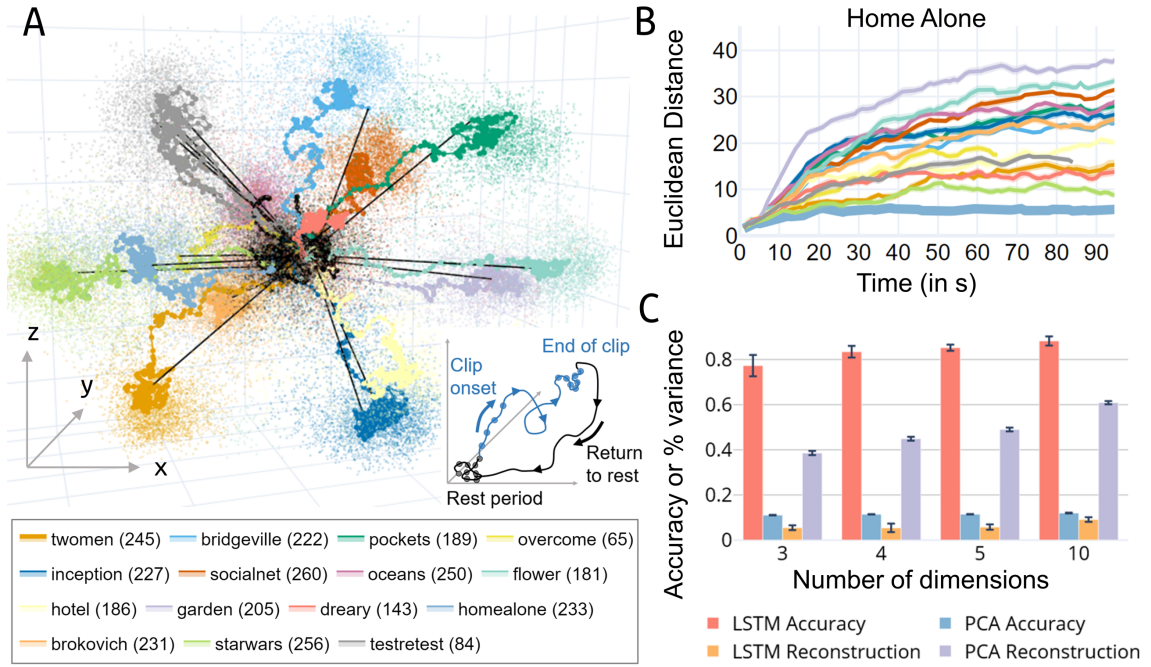 A
z
y
x
Clip
onset
End of clip
Return
to rest
Rest period
twomen (245) bridgeville (222) pockets (189) overcome (65)
inception (227) socialnet (260) oceans (250) flower (181)
hotel (186) garden (205) dreary (143) homealone (233)
brokovich (231) starwars (256) testretest (84)
B
Home Alone
Euclidean Distance
40
30
20
10
0
0 10 20 30 40 50 60 70 80 90
Time (in s)
C
Accuracy or % variance
0.8
0.6
0.4
0.2
0
3 4 5 10
Number of dimensions
LSTM Accuracy PCA Accuracy
LSTM Reconstruction PCA Reconstruction